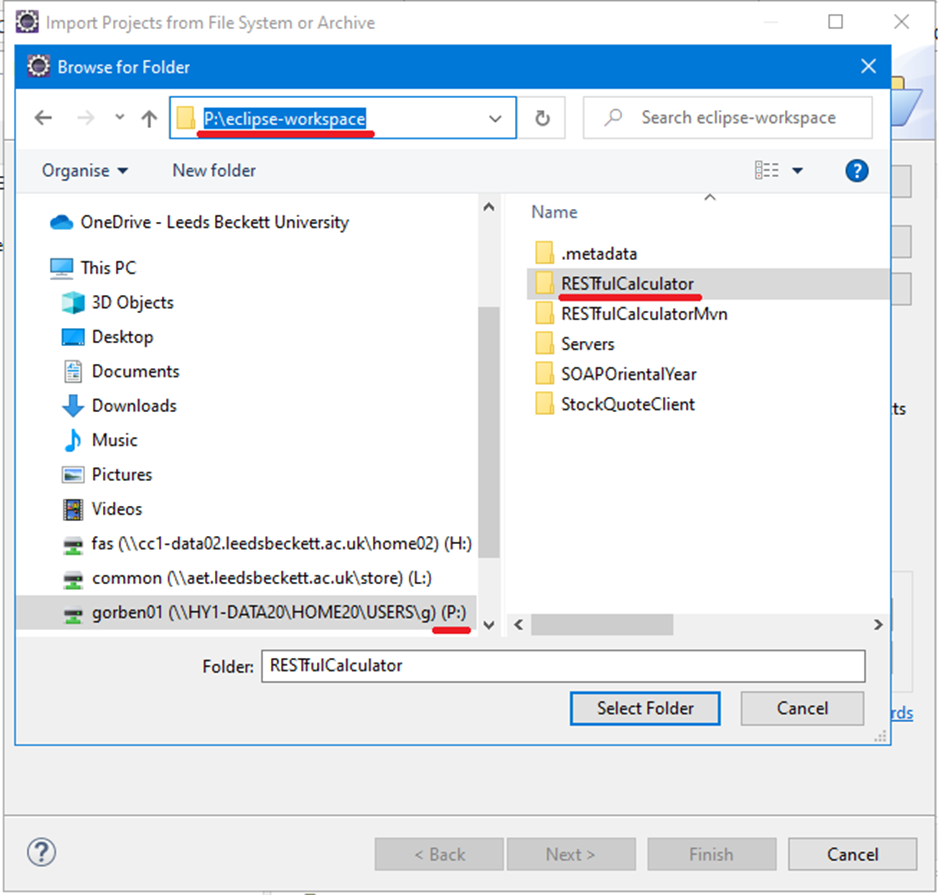 Import Projects from File System or Archive
Browse for Folder
P:\eclipse-workspace
Search eclipse-workspace
Organise
New folder
?
OneDrive - Leeds Beckett University
This PC
3D Objects
Desktop
Documents
Downloads
Music
Pictures
Videos
fas (\\cc1-data02.leedsbeckett.ac.uk\home02) (H:)
common (\\aet.leedsbeckett.ac.uk\store) (L:)
gorben01 (\\HY1-DATA20\HOME20\USERS\g) (P:)
Name
.metadata
RESTfulCalculator
RESTfulCalculatorMvn
Servers
SOAPOrientalYear
StockQuoteClient
Folder: RESTfulCalculator
Select Folder
Cancel
ts
rds
?
< Back
Next >
Finish
Cancel